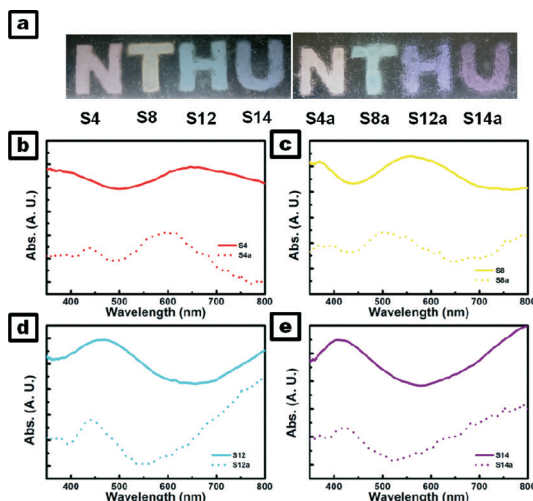 a
NTHU NTHU
S4 S8 S12 S14 S4a S8a S12a S14a
b
Abs. (A. U.)
S4
S4a
400 500 600 700 800
Wavelength (nm)
c
Abs. (A. U.)
S8
S8a
400 500 600 700 800
Wavelength (nm)
d
Abs. (A. U.)
S12
S12a
400 500 600 700 800
Wavelength (nm)
e
Abs. (A. U.)
S14
S14a
400 500 600 700 800
Wavelength (nm)